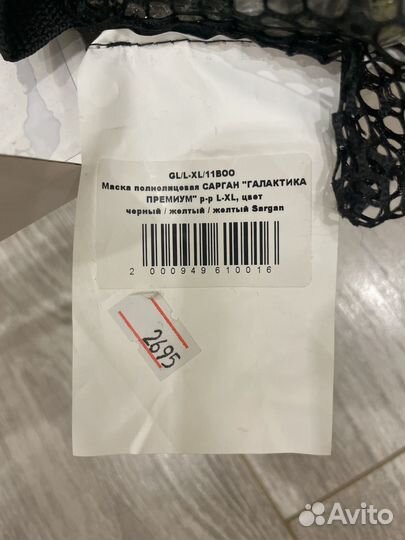 GL/L-XL/11BOO
Маска полнолицевая САРГАН "ГАЛАКТИКА
ПРЕМИУМ" р-р L-XL, цвет
черный / желтый / желтый Sargan
2 000949 610016
2695
Avito